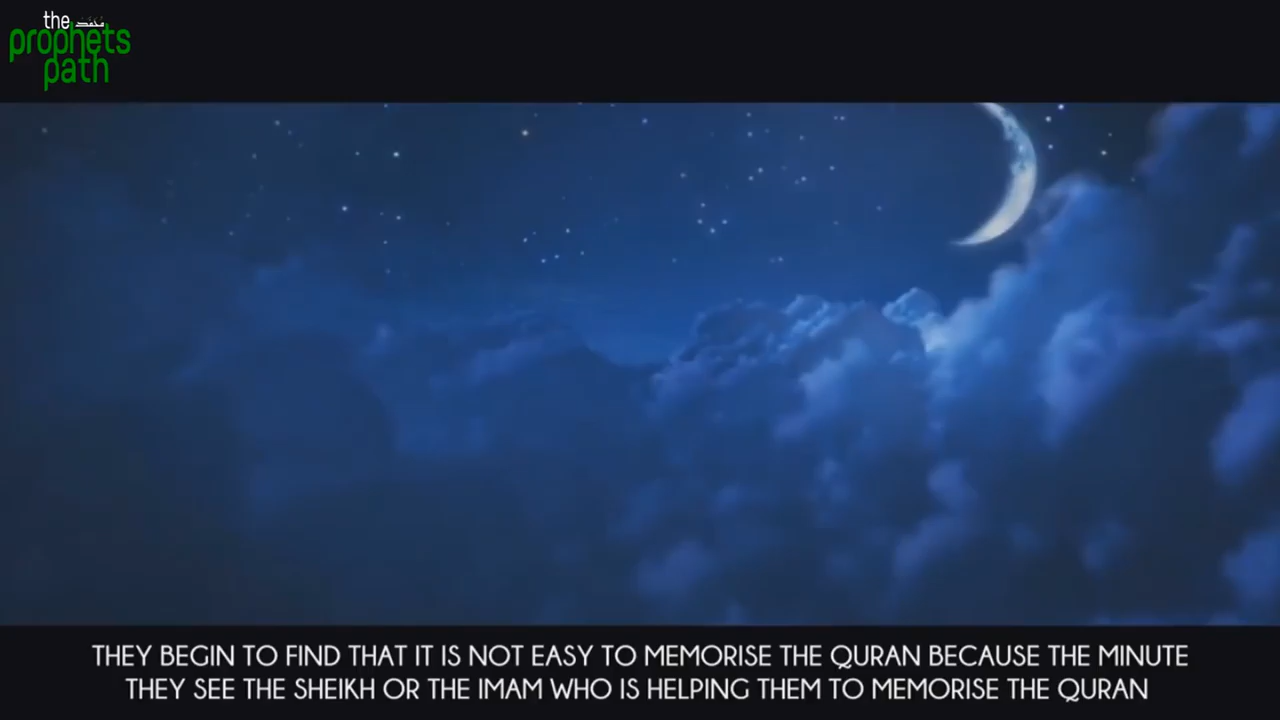 the
prophets
path
THEY BEGIN TO FIND THAT IT IS NOT EASY TO MEMORISE THE QURAN BECAUSE THE MINUTE
THEY SEE THE SHEIKH OR THE IMAM WHO IS HELPING THEM TO MEMORISE THE QURAN